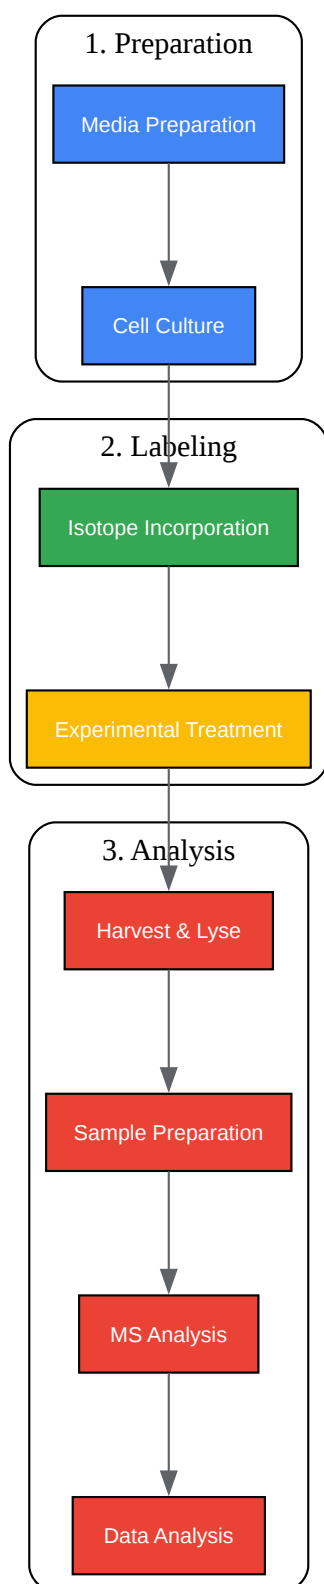 1. Preparation
Media Preparation
Cell Culture
2. Labeling
Isotope Incorporation
Experimental Treatment
3. Analysis
Harvest & Lyse
Sample Preparation
MS Analysis
Data Analysis